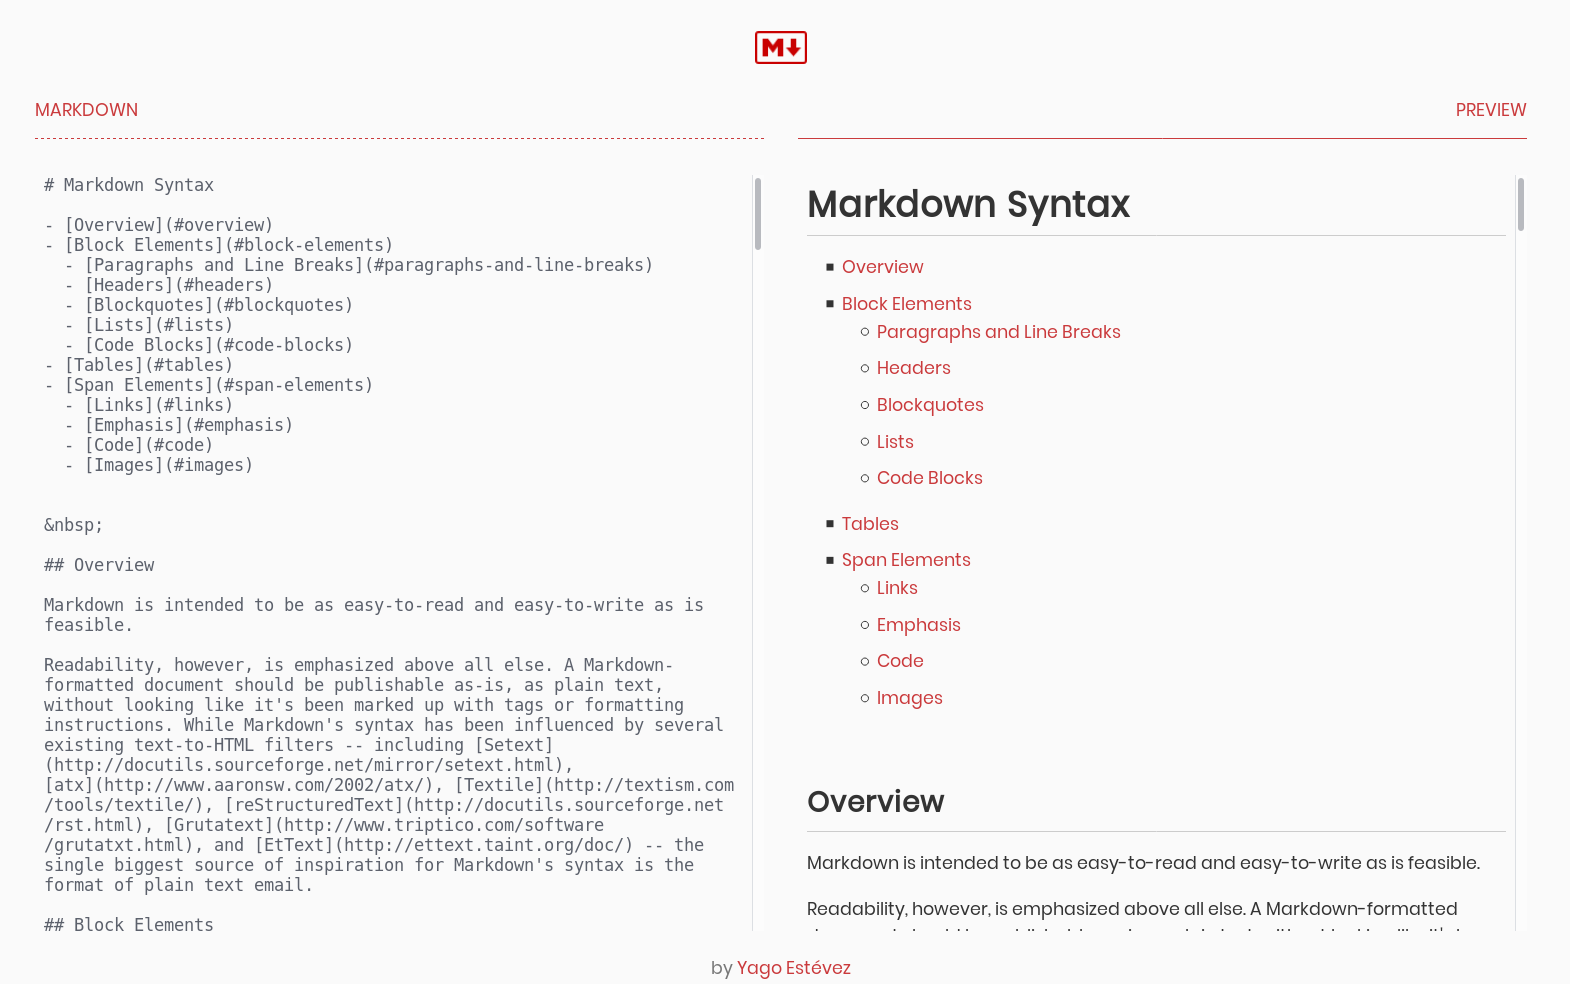 M
MARKDOWN
PREVIEW
# Markdown Syntax
- [Overview](#overview)
- [Block Elements](#block-elements)
  - [Paragraphs and Line Breaks](#paragraphs-and-line-breaks)
  - [Headers](#headers)
  - [Blockquotes](#blockquotes)
  - [Lists](#lists)
  - [Code Blocks](#code-blocks)
- [Tables](#tables)
- [Span Elements](#span-elements)
  - [Links](#links)
  - [Emphasis](#emphasis)
  - [Code](#code)
  - [Images](#images)
&nbsp;
## Overview
Markdown is intended to be as easy-to-read and easy-to-write as is
feasible.
Readability, however, is emphasized above all else. A Markdown-
formatted document should be publishable as-is, as plain text,
without looking like it's been marked up with tags or formatting
instructions. While Markdown's syntax has been influenced by several
existing text-to-HTML filters -- including [Setext]
(http://docutils.sourceforge.net/mirror/setext.html),
[atx](http://www.aaronsw.com/2002/atx/), [Textile](http://textism.com
/tools/textile/), [reStructuredText](http://docutils.sourceforge.net
/rst.html), [Grutatext](http://www.triptico.com/software
/grutatxt.html), and [EtText](http://ettext.taint.org/doc/) -- the
single biggest source of inspiration for Markdown's syntax is the
format of plain text email.
## Block Elements
Markdown Syntax
Overview
Block Elements
Paragraphs and Line Breaks
Headers
Blockquotes
Lists
Code Blocks
Tables
Span Elements
Links
Emphasis
Code
Images
Overview
Markdown is intended to be as easy-to-read and easy-to-write as is feasible.
Readability, however, is emphasized above all else. A Markdown-formatted
by Yago Estévez